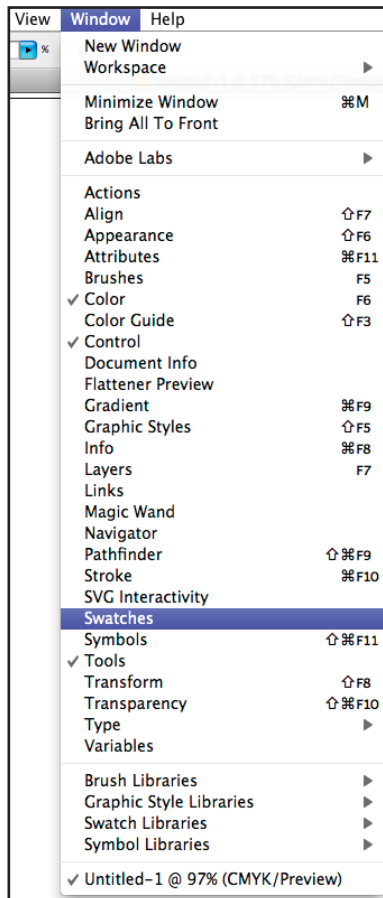 View Window Help
%
New Window
Workspace
Minimize Window ⌘M
Bring All To Front
Adobe Labs
Actions
Align ⇧F7
Appearance ⇧F6
Attributes ⌘F11
Brushes F5
✓ Color F6
Color Guide ⇧F3
✓ Control
Document Info
Flattener Preview
Gradient ⌘F9
Graphic Styles ⇧F5
Info ⌘F8
Layers F7
Links
Magic Wand
Navigator
Pathfinder ⇧⌘F9
Stroke ⌘F10
SVG Interactivity
Swatches
Symbols ⇧⌘F11
✓ Tools
Transform ⇧F8
Transparency ⇧⌘F10
Type
Variables
Brush Libraries
Graphic Style Libraries
Swatch Libraries
Symbol Libraries
✓ Untitled-1 @ 97% (CMYK/Preview)